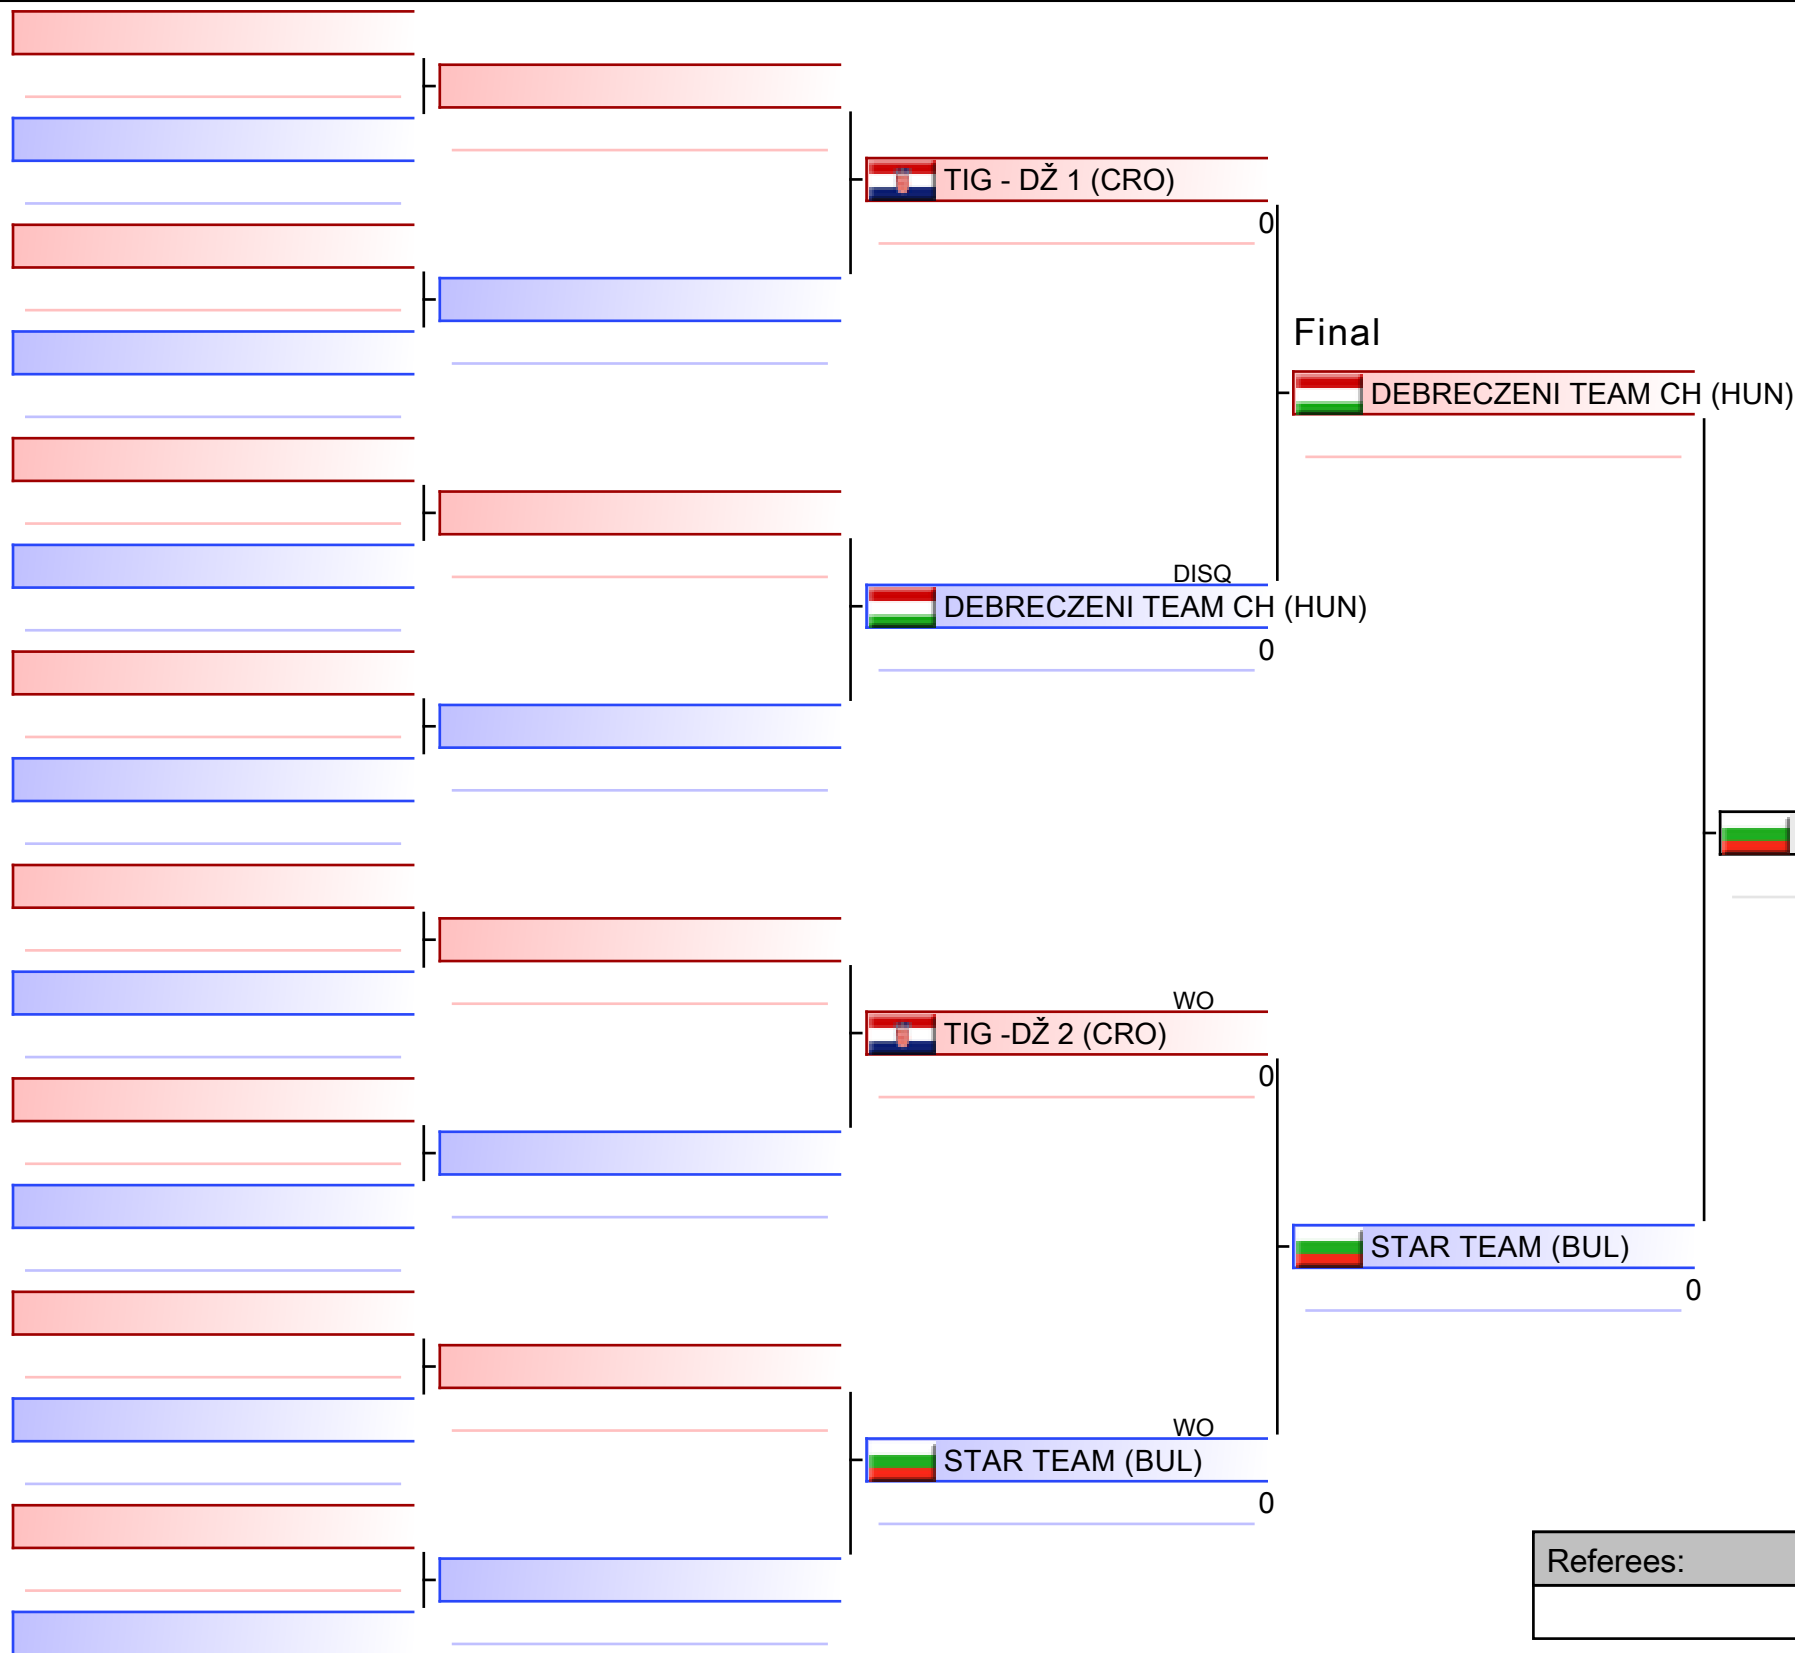 TIG - DŽ 1 (CRO)
0
Final
DEBRECZENI TEAM CH (HUN)
DISQ
DEBRECZENI TEAM CH (HUN)
0
WO
TIG -DŽ 2 (CRO)
0
STAR TEAM (BUL)
0
WO
STAR TEAM (BUL)
0
Referees: